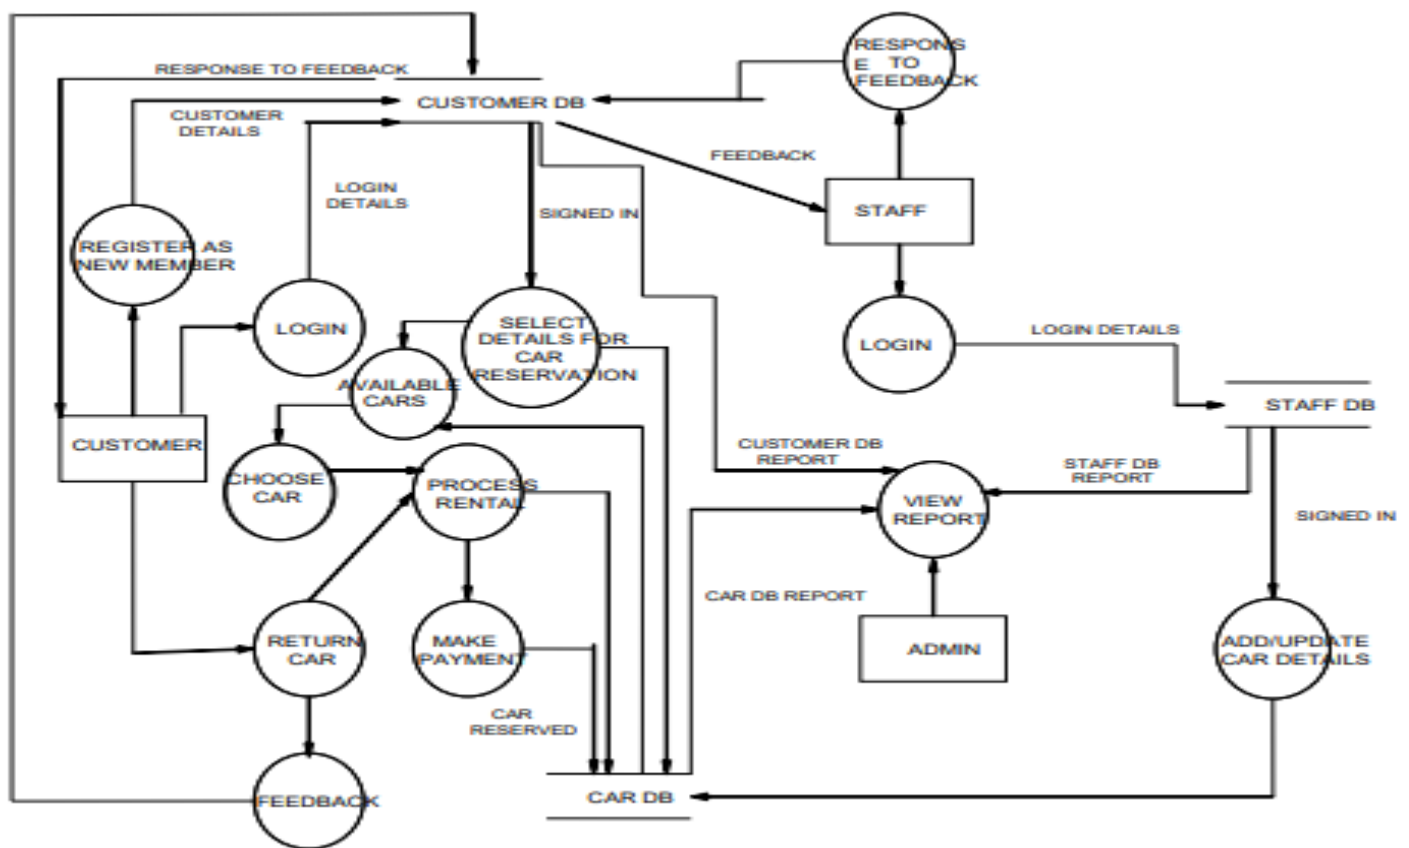 RESPONS
E TO
FEEDBACK
RESPONSE TO FEEDBACK
CUSTOMER DB
CUSTOMER
DETAILS
FEEDBACK
LOGIN
DETAILS
SIGNED IN
STAFF
REGISTER AS
NEW MEMBER
LOGIN
SELECT
DETAILS FOR
CAR
RESERVATION
LOGIN
LOGIN DETAILS
AVAILABLE
CARS
STAFF DB
CUSTOMER
CUSTOMER DB
REPORT
STAFF DB
REPORT
CHOOSE
CAR
PROCESS
RENTAL
VIEW
REPORT
SIGNED IN
CAR DB REPORT
RETURN
CAR
MAKE
PAYMENT
ADMIN
ADD/UPDATE
CAR DETAILS
CAR
RESERVED
FEEDBACK
CAR DB